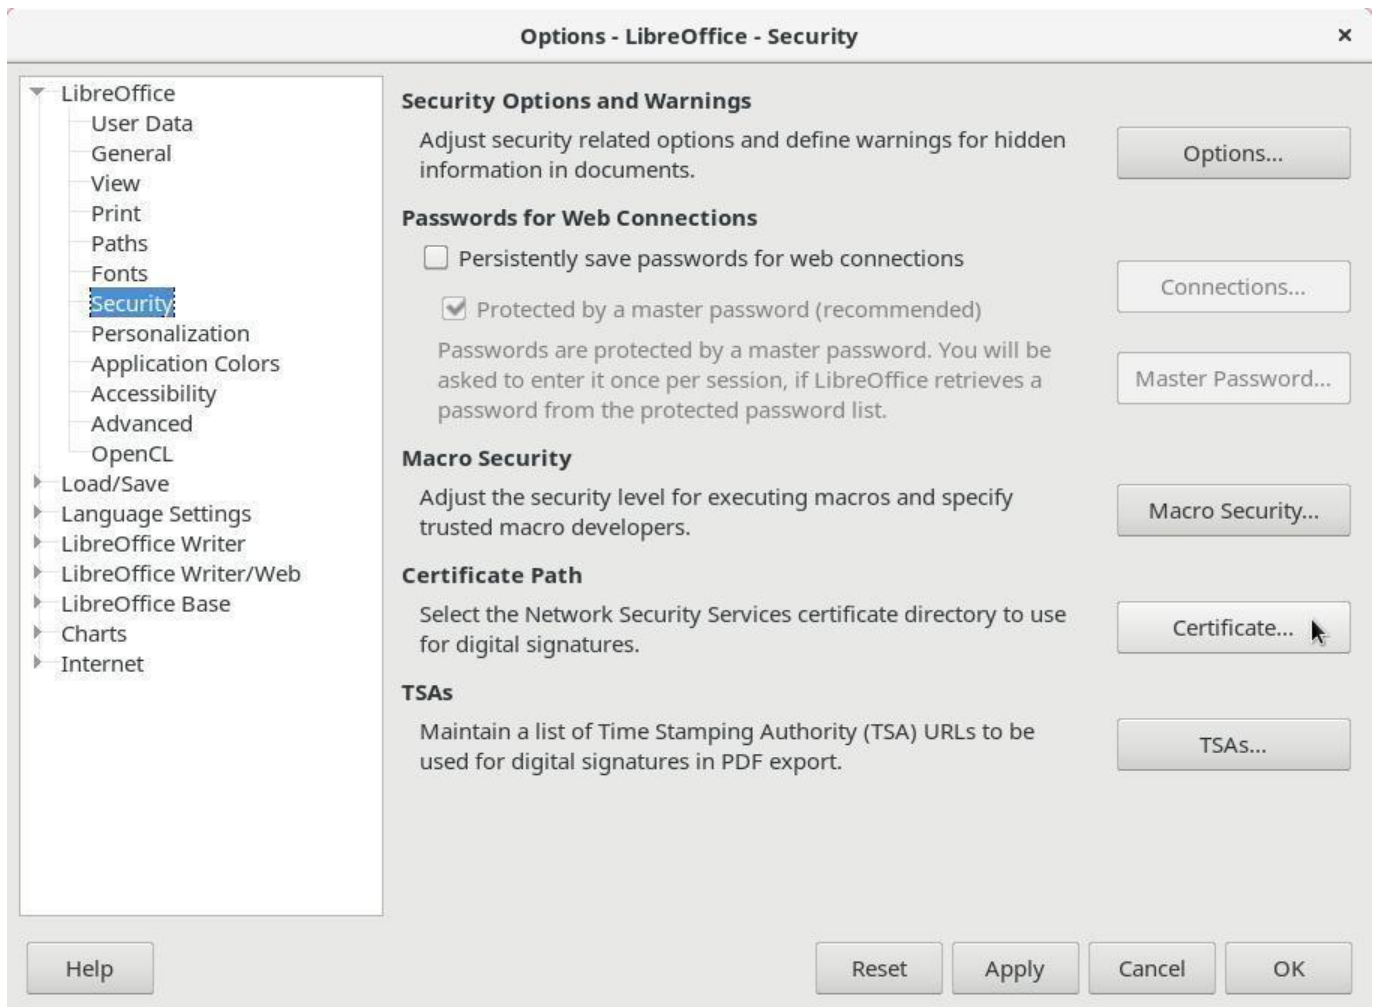 Options - LibreOffice - Security
LibreOffice
User Data
General
View
Print
Paths
Fonts
Security
Personalization
Application Colors
Accessibility
Advanced
OpenCL
Load/Save
Language Settings
LibreOffice Writer
LibreOffice Writer/Web
LibreOffice Base
Charts
Internet
Security Options and Warnings
Adjust security related options and define warnings for hidden
information in documents.
Options...
Passwords for Web Connections
Persistently save passwords for web connections
Connections...
Protected by a master password (recommended)
Passwords are protected by a master password. You will be
asked to enter it once per session, if LibreOffice retrieves a
password from the protected password list.
Master Password...
Macro Security
Adjust the security level for executing macros and specify
trusted macro developers.
Macro Security...
Certificate Path
Select the Network Security Services certificate directory to use
for digital signatures.
Certificate...
TSAs
Maintain a list of Time Stamping Authority (TSA) URLs to be
used for digital signatures in PDF export.
TSAs...
Help
Reset
Apply
Cancel
OK